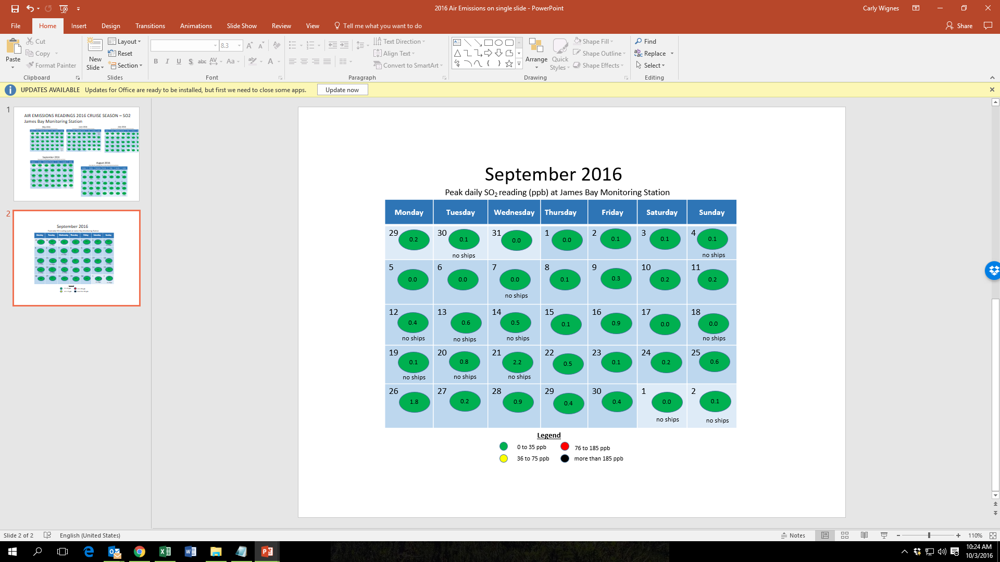 2016 Air Emissions on single slide - PowerPoint
Carly Wignes
File Home Insert Design Transitions Animations Slide Show Review View Tell me what you want to do
Share
Paste
Cut
Copy
Format Painter
Clipboard
New Slide
Layout
Reset
Section
Slides
8.3
Font
Text Direction
Align Text
Convert to SmartArt
Paragraph
Arrange
Quick Styles
Shape Fill
Shape Outline
Shape Effects
Drawing
Find
Replace
Select
Editing
UPDATES AVAILABLE Updates for Office are ready to be installed, but first we need to close some apps. Update now
1
AIR EMISSIONS READINGS 2016 CRUISE SEASON – SO2
James Bay Monitoring Station
September 2016
August 2016
2
September 2016
September 2016
Peak daily SO2 reading (ppb) at James Bay Monitoring Station
Monday Tuesday Wednesday Thursday Friday Saturday Sunday
29 0.2 30 0.1 31 0.0 1 0.0 2 0.1 3 0.1 4 0.1
no ships no ships
5 0.0 6 0.0 7 0.0 8 0.1 9 0.3 10 0.2 11 0.2
no ships
12 0.4 13 0.6 14 0.5 15 0.1 16 0.9 17 0.0 18 0.0
no ships no ships no ships no ships
19 0.1 20 0.8 21 2.2 22 0.5 23 0.1 24 0.2 25 0.6
no ships no ships no ships
26 1.8 27 0.2 28 0.9 29 0.4 30 0.4 1 0.0 2 0.1
no ships no ships
Legend
0 to 35 ppb 76 to 185 ppb
36 to 75 ppb more than 185 ppb
Slide 2 of 2 English (United States) Notes 110%
10:24 AM
10/3/2016